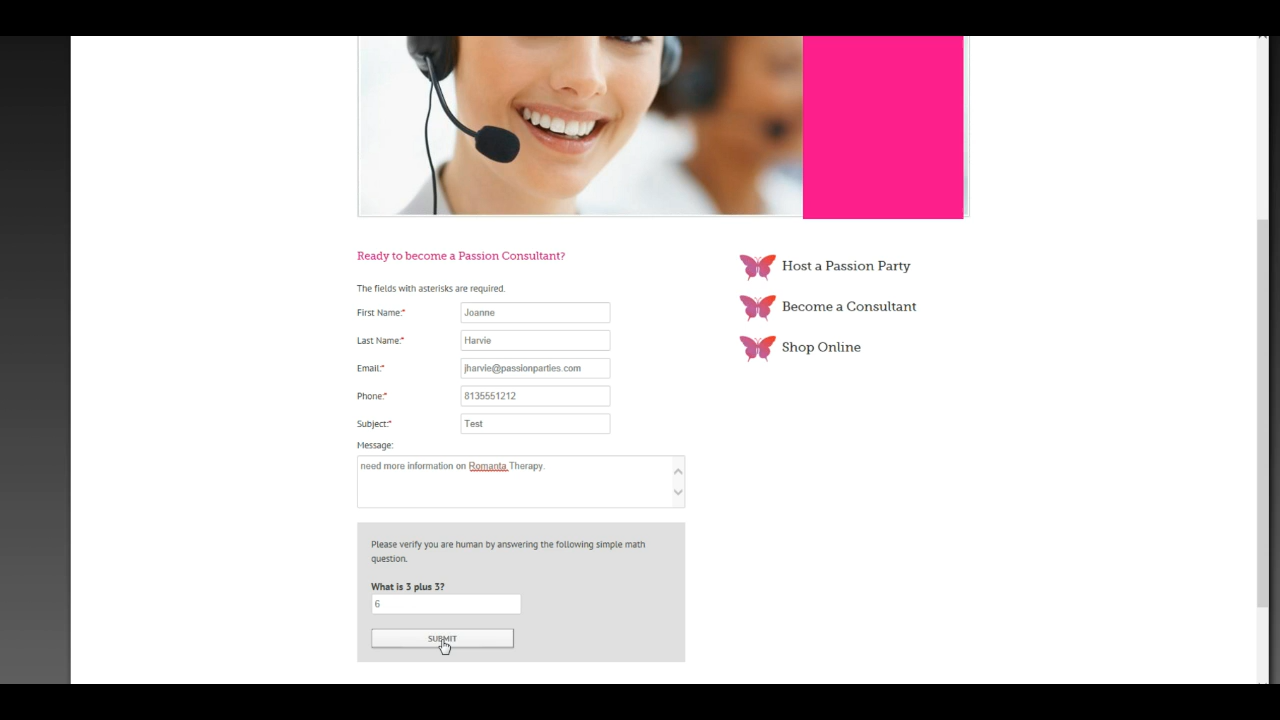 Ready to become a Passion Consultant?
The fields with asterisks are required.
First Name:*
Joanne
Last Name:*
Harvie
Email:*
jharvie@passionparties.com
Phone:*
8135551212
Subject:*
Test
Message:
need more information on Romanta Therapy.
Please verify you are human by answering the following simple math
question.
What is 3 plus 3?
6
SUBMIT
Host a Passion Party
Become a Consultant
Shop Online